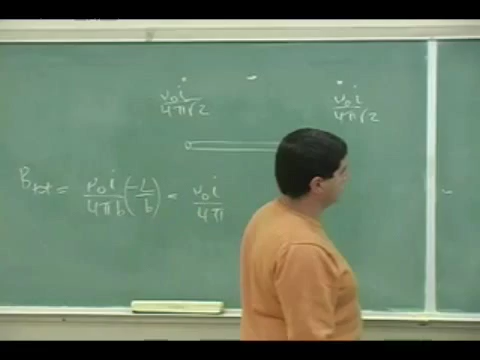 μ₀i/4πr2 μ₀i/4πr2
B_tot = μ₀i/4πb (-L/b) = μ₀i/4π